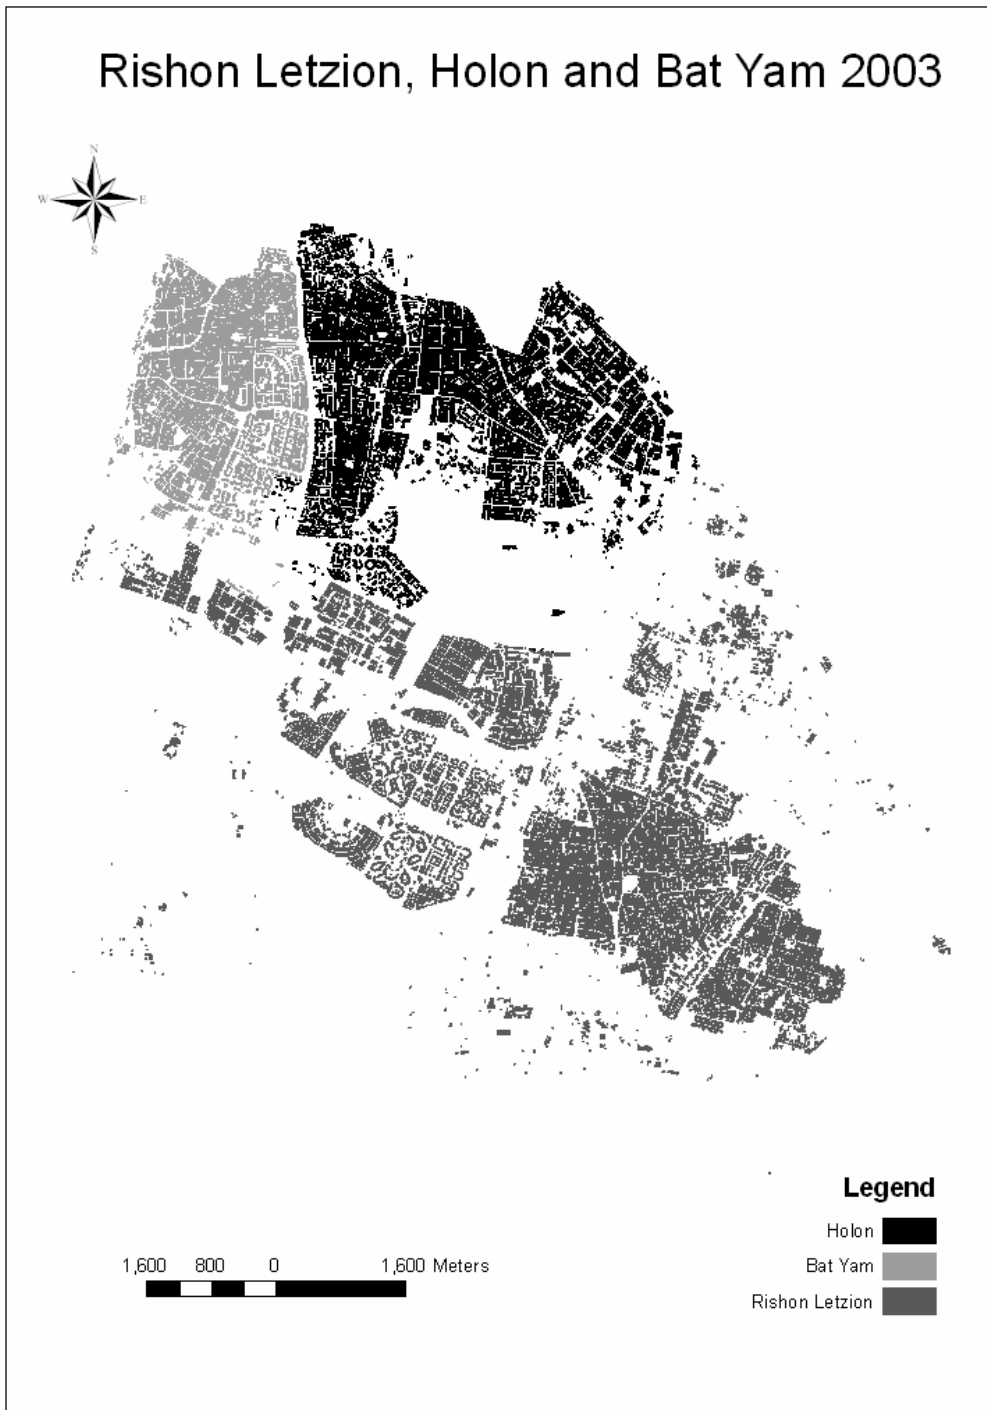 Rishon Letzion, Holon and Bat Yam 2003
N
W E
S
Legend
Holon
Bat Yam
Rishon Letzion
1,600 800 0 1,600 Meters